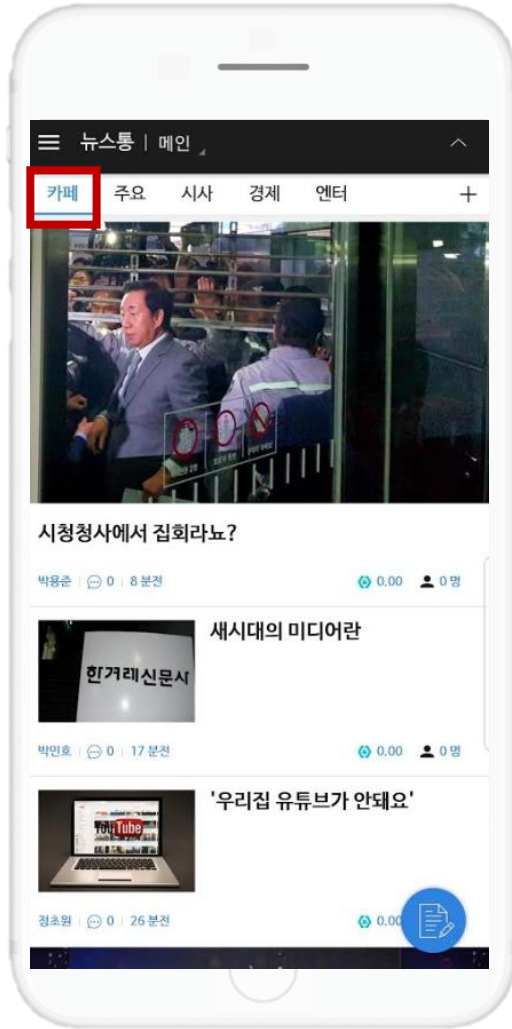 뉴스통 | 메인
카페 주요 시사 경제 엔터 +
시청청사에서 집회라뇨?
박용준 | 0 | 8 분전 0.00 0 명
새시대의 미디어란
한겨레신문사
박민호 | 0 | 17 분전 0.00 0 명
'우리집 유튜브가 안돼요'
YouTube
정초원 | 0 | 26 분전 0.00